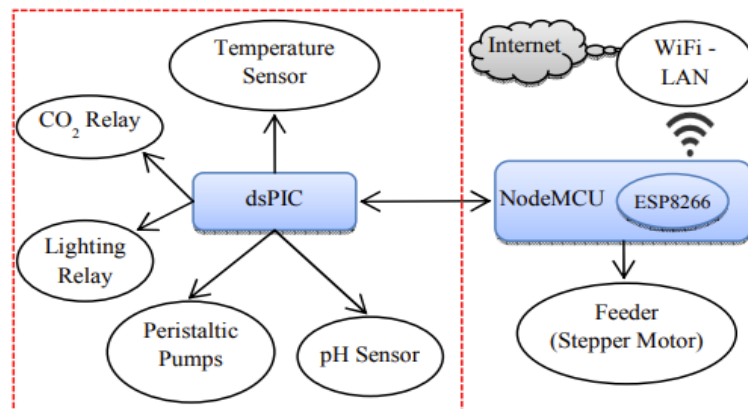 Temperature
Sensor
Internet
WiFi -
LAN
CO₂ Relay
dsPIC
NodeMCU
ESP8266
Lighting
Relay
Peristaltic
Pumps
pH Sensor
Feeder
(Stepper Motor)